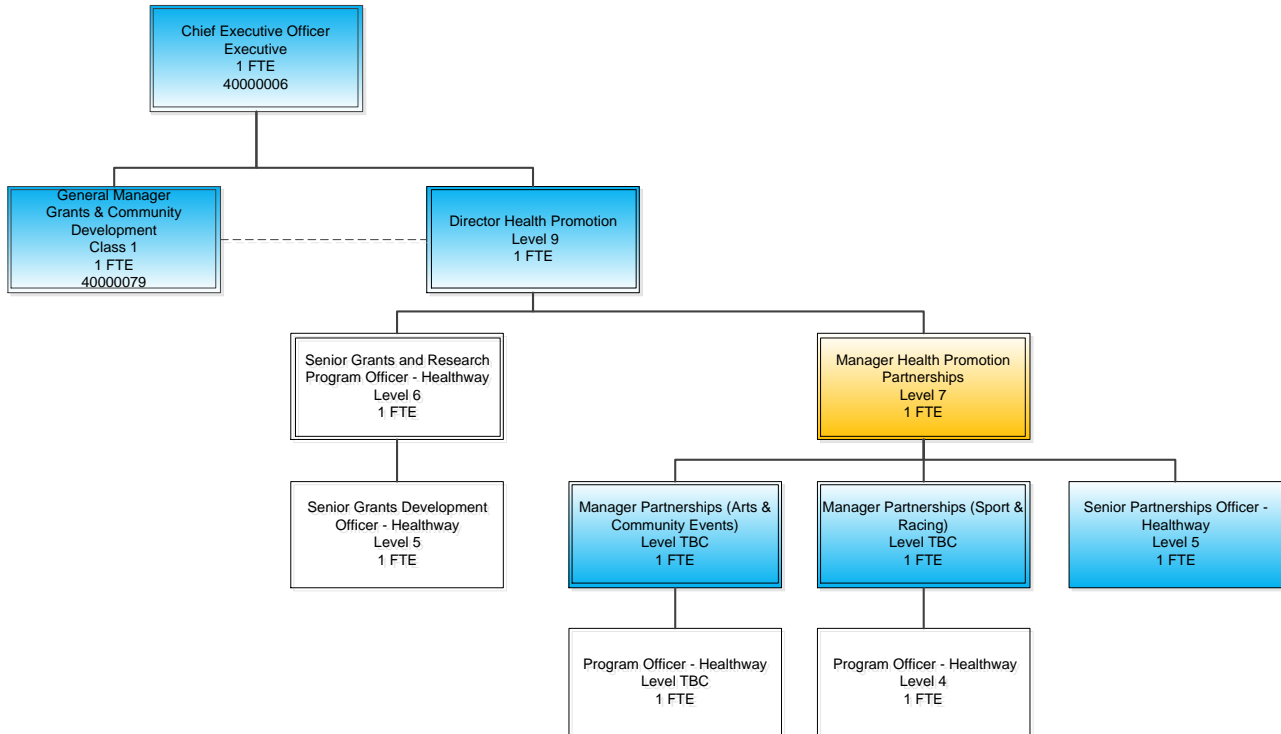 Chief Executive Officer
Executive
1 FTE
40000006
General Manager
Grants & Community
Development
Class 1
1 FTE
40000079
Director Health Promotion
Level 9
1 FTE
Senior Grants and Research
Program Officer - Healthway
Level 6
1 FTE
Manager Health Promotion
Partnerships
Level 7
1 FTE
Senior Grants Development
Officer - Healthway
Level 5
1 FTE
Manager Partnerships (Arts &
Community Events)
Level TBC
1 FTE
Manager Partnerships (Sport &
Racing)
Level TBC
1 FTE
Senior Partnerships Officer -
Healthway
Level 5
1 FTE
Program Officer - Healthway
Level TBC
1 FTE
Program Officer - Healthway
Level 4
1 FTE